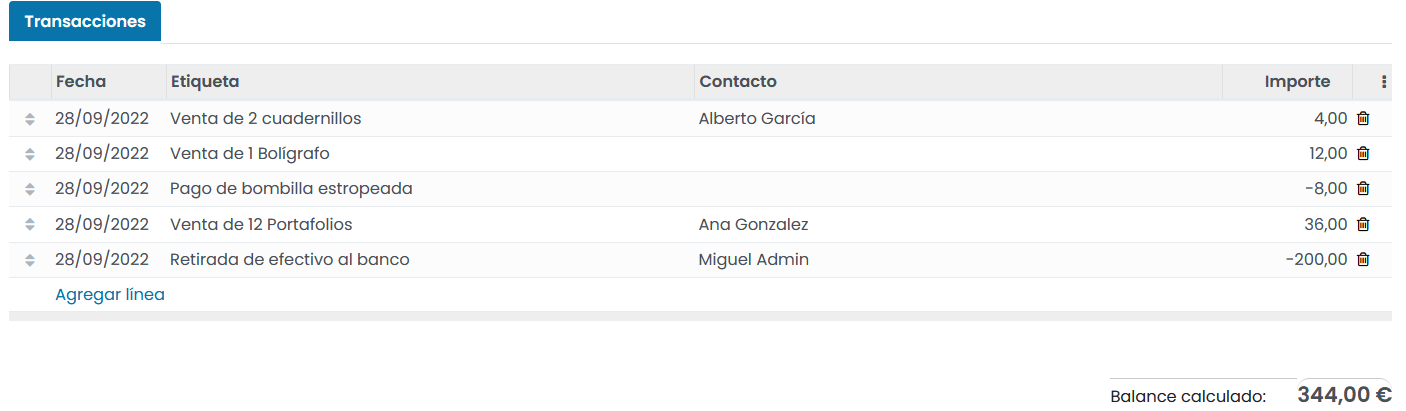 Transacciones
Fecha Etiqueta Contacto Importe
28/09/2022 Venta de 2 cuadernillos Alberto García 4,00
28/09/2022 Venta de 1 Bolígrafo 12,00
28/09/2022 Pago de bombilla estropeada -8,00
28/09/2022 Venta de 12 Portafolios Ana Gonzalez 36,00
28/09/2022 Retirada de efectivo al banco Miguel Admin -200,00
Agregar línea
Balance calculado: 344,00 €